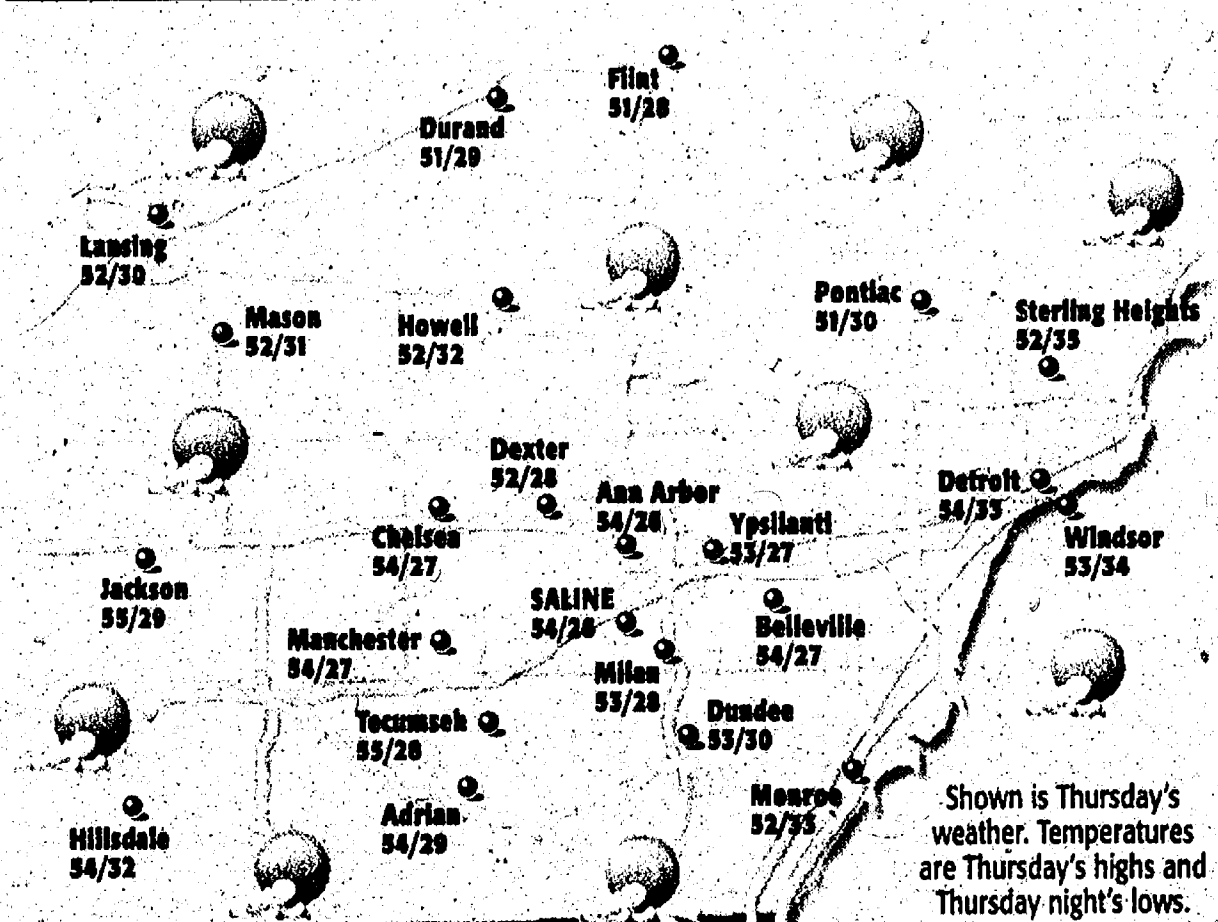 Flint
51/28
Durand
51/29
Lansing
52/30
Mason
52/31
Howell
52/32
Pontiac
51/30
Sterling Heights
52/35
Dexter
52/28
Ann Arbor
54/26
Ypsilanti
53/27
Detroit
54/33
Windsor
53/34
Chelsea
54/27
Jackson
55/29
SALINE
54/26
Belleville
54/27
Manchester
54/27
Milan
53/28
Tecumseh
55/28
Dundee
53/30
Adrian
54/29
Monroe
52/33
Hillsdale
54/32
Shown is Thursday's
weather. Temperatures
are Thursday's highs and
Thursday night's lows.